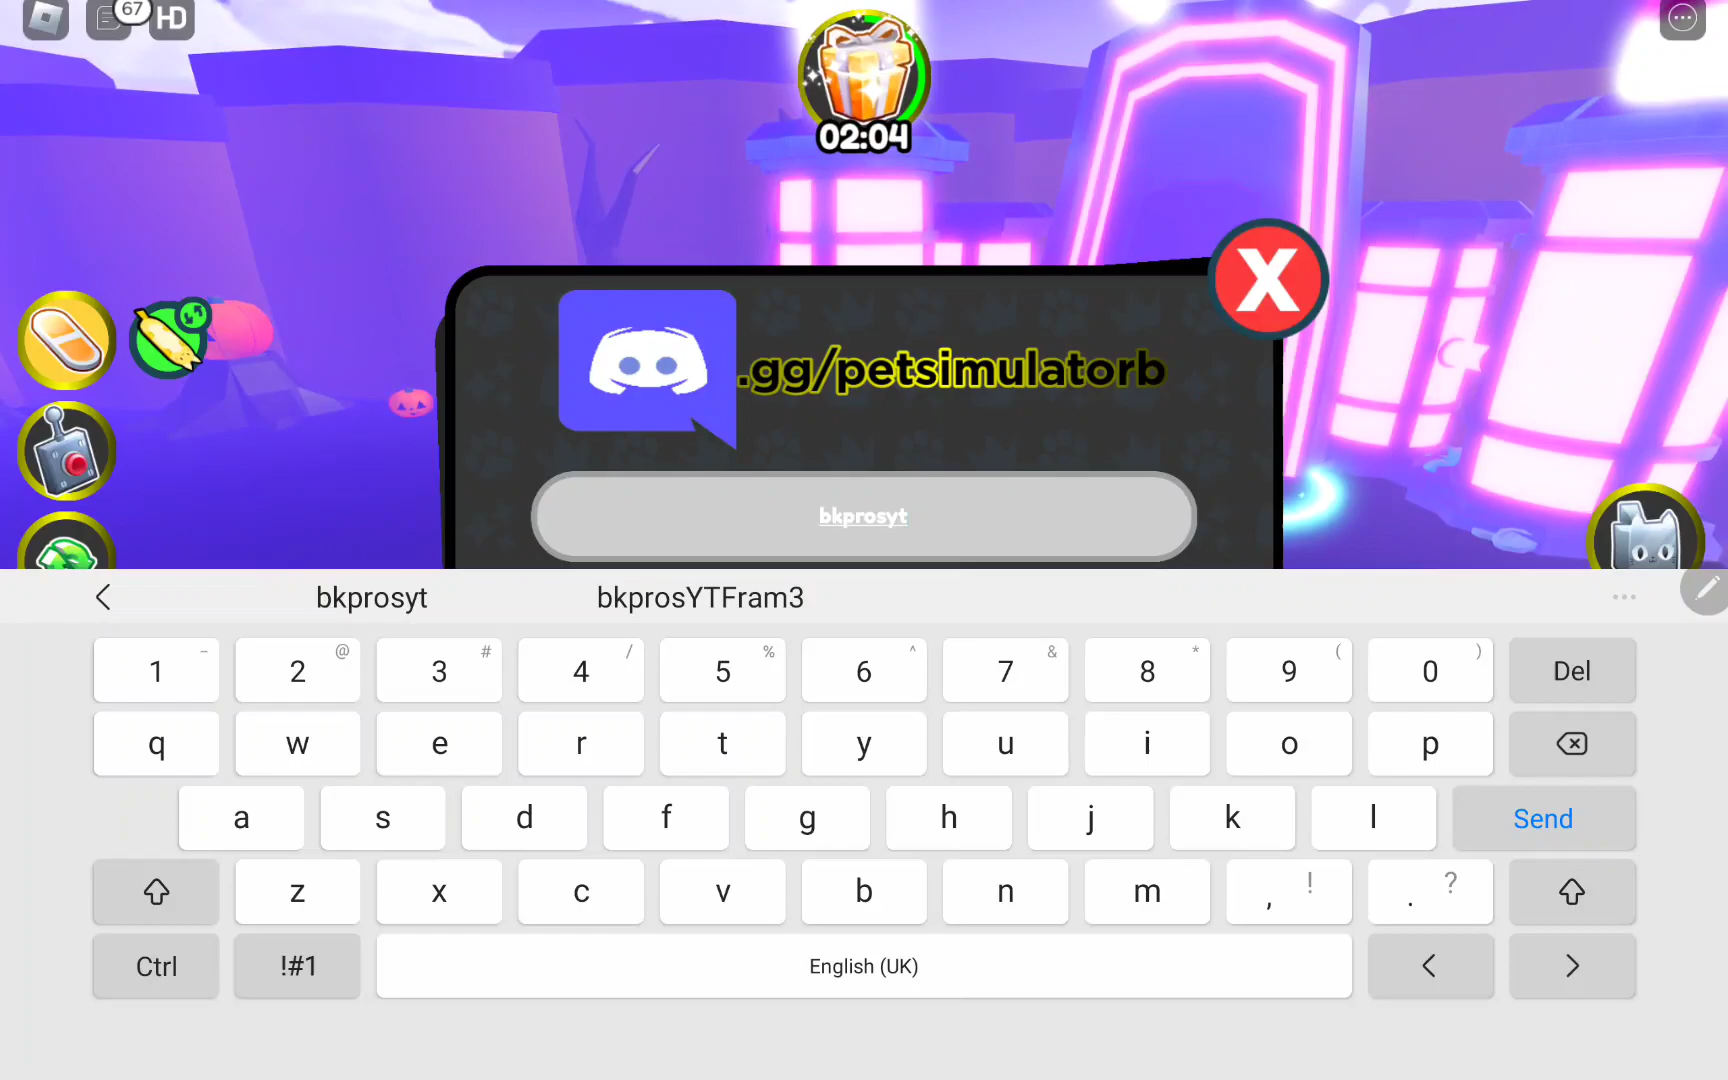 67
HD
02:04
X
.gg/petsimulatorb
bkprosyt
bkprosyt bkprosYTFram3
1 ~ 2 @ 3 # 4 / 5 % 6 ^ 7 & 8 * 9 ( 0 ) Del
q w e r t y u i o p
a s d f g h j k l Send
z x c v b n m , ! . ?
Ctrl !#1 English (UK) < >